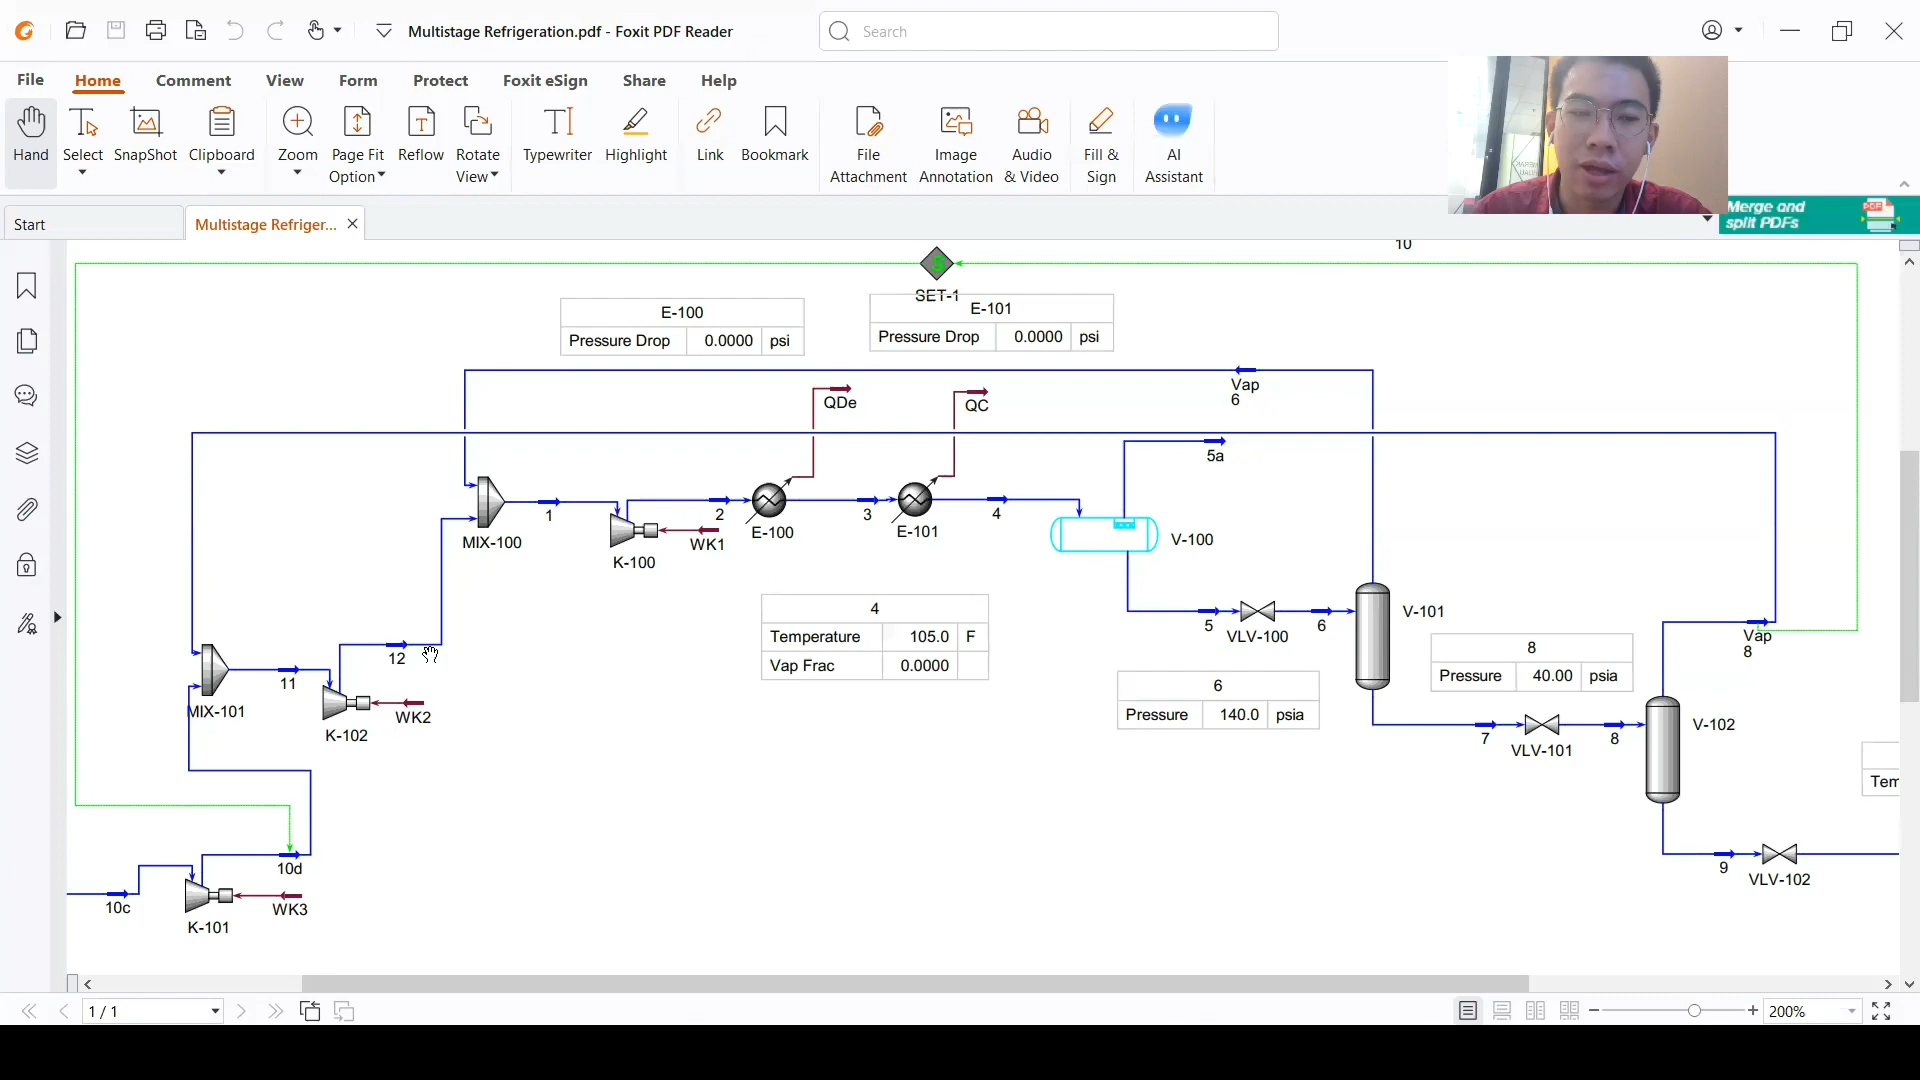 Multistage Refrigeration.pdf - Foxit PDF Reader
Search
File
Home
Comment
View
Form
Protect
Foxit eSign
Share
Help
Hand
Select
SnapShot
Clipboard
Zoom
Page Fit
Option
Reflow
Rotate
View
Typewriter
Highlight
Link
Bookmark
File
Attachment
Image
Annotation
Audio
& Video
Fill &
Sign
AI
Assistant
Start
Multistage Refriger...
Merge and
split PDFs
PDF
10
S
SET-1
E-100
Pressure Drop 0.0000 psi
E-101
Pressure Drop 0.0000 psi
Vap
6
QDe
QC
5a
1
2
3
4
MIX-100
K-100
WK1
E-100
E-101
V-100
4
Temperature 105.0 F
Vap Frac 0.0000
5
VLV-100
6
V-101
6
Pressure 140.0 psia
8
Pressure 40.00 psia
Vap
8
7
VLV-101
8
V-102
Tem
9
VLV-102
12
11
MIX-101
WK2
K-102
10d
10c
WK3
K-101
1 / 1
200%